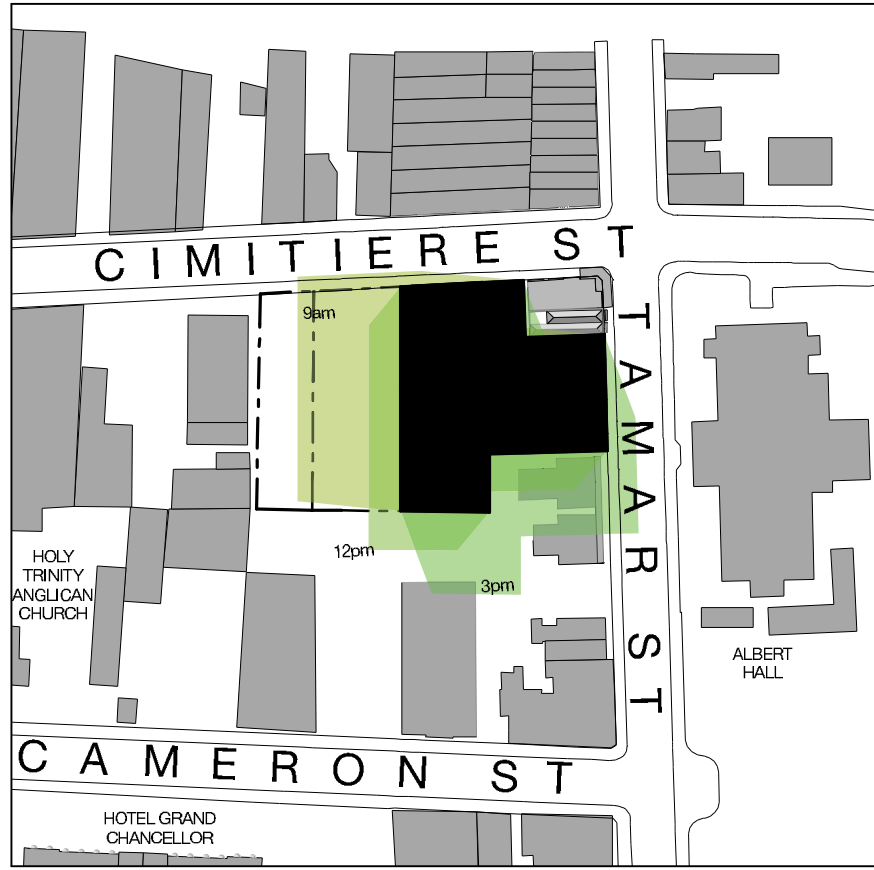 CIMITIERE ST
TAMAR ST
9am
12pm
3pm
HOLY
TRINITY
ANGLICAN
CHURCH
ALBERT
HALL
CAMERON ST
HOTEL GRAND
CHANCELLOR